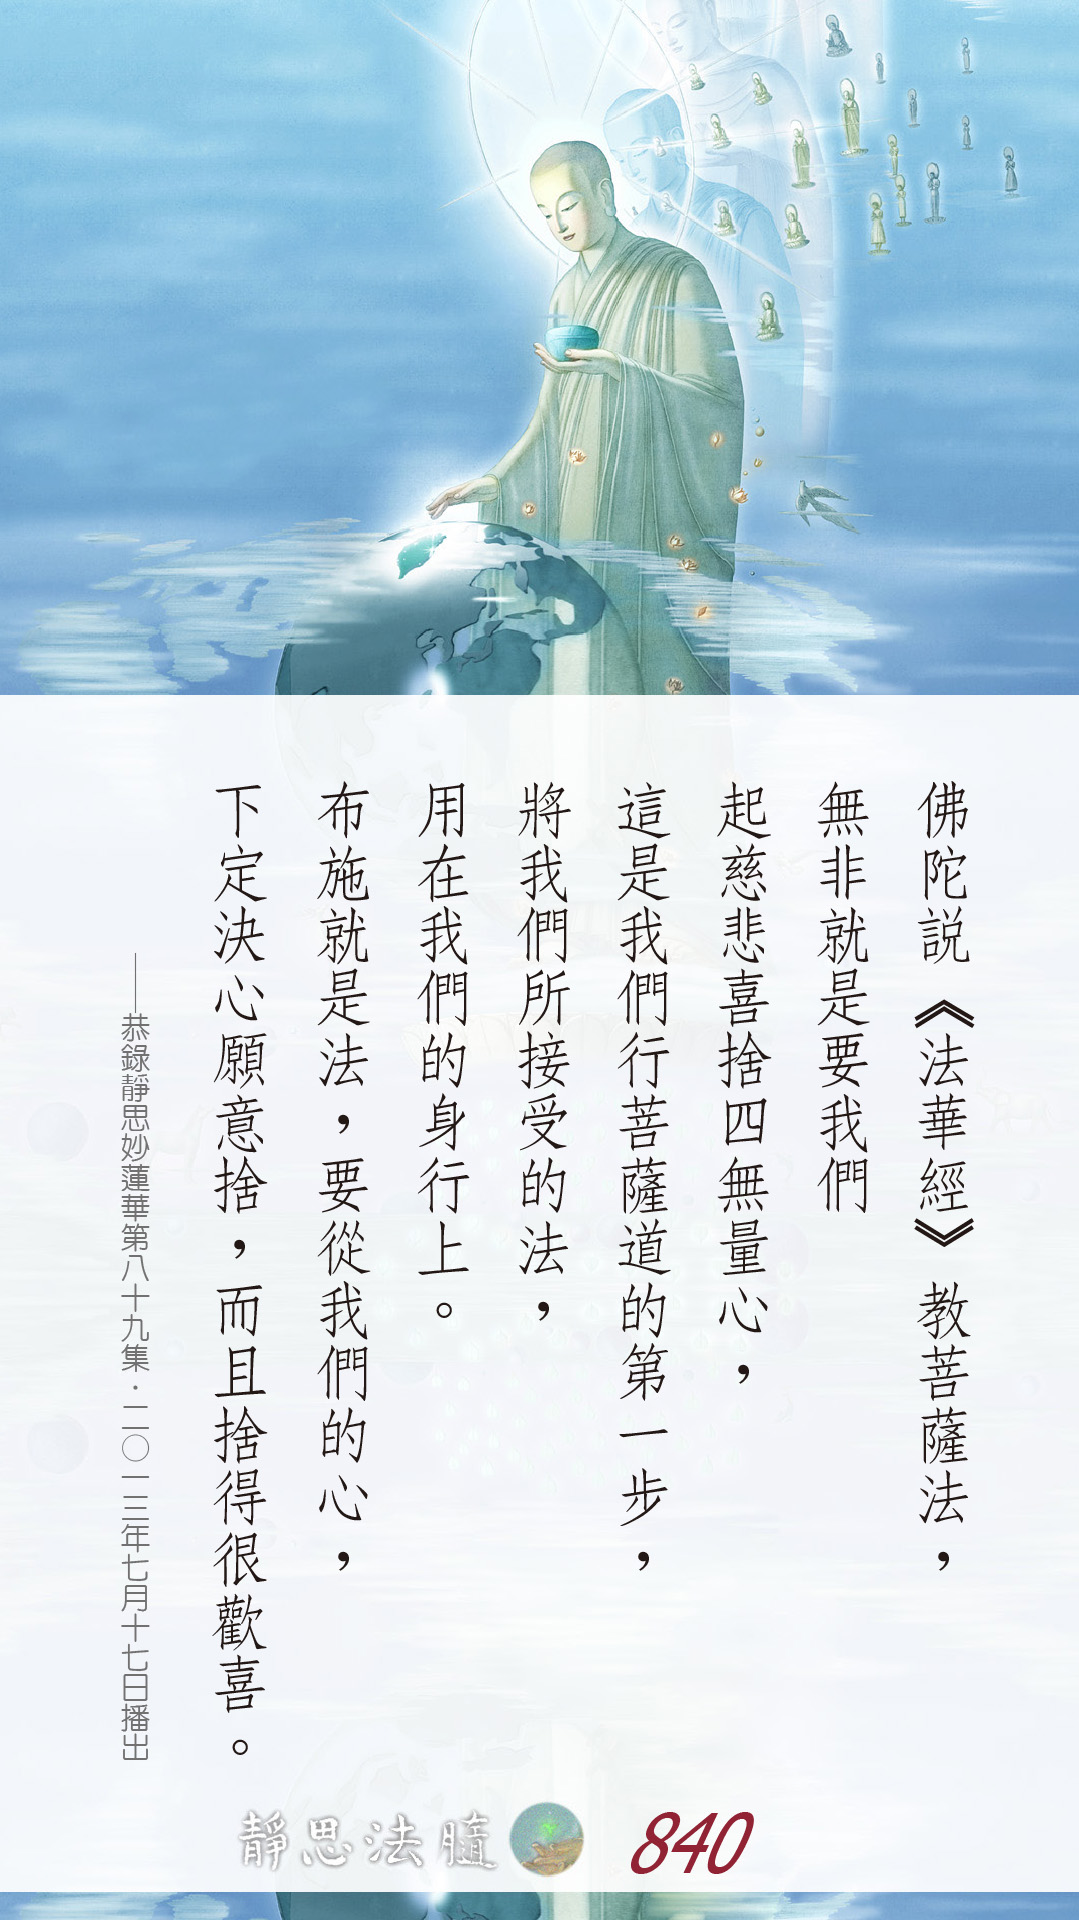 佛陀説《法華經》教菩薩法，
無非就是要我們
起慈悲喜捨四無量心，
這是我們行菩薩道的第一步，
將我們所接受的法，
用在我們的身行上。
布施就是法，要從我們的心，
下定決心願意捨，而且捨得很歡喜。
——恭錄靜思妙蓮華第八十九集·二〇一三年七月十七日播出
靜思法髓
840